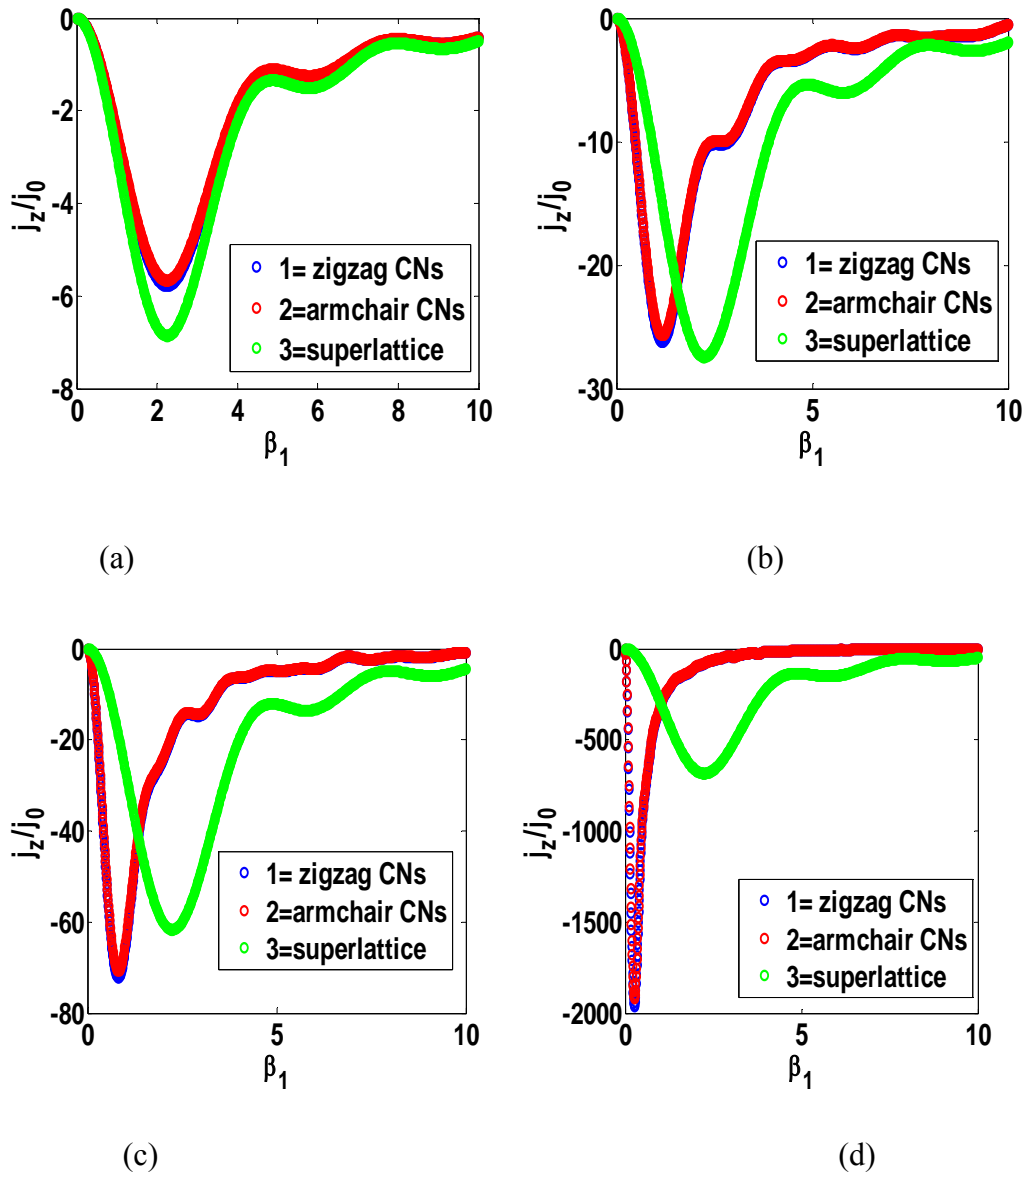 0
-2
-4
-6
-8
j_z/j_0
1= zigzag CNs
2=armchair CNs
3=superlattice
0 2 4 6 8 10
β_1
(a)
0
-10
-20
-30
j_z/j_0
1= zigzag CNs
2=armchair CNs
3=superlattice
0 5 10
β_1
(b)
0
-20
-40
-60
-80
j_z/j_0
1= zigzag CNs
2=armchair CNs
3=superlattice
0 5 10
β_1
(c)
0
-500
-1000
-1500
-2000
j_z/j_0
1= zigzag CNs
2=armchair CNs
3=superlattice
0 5 10
β_1
(d)